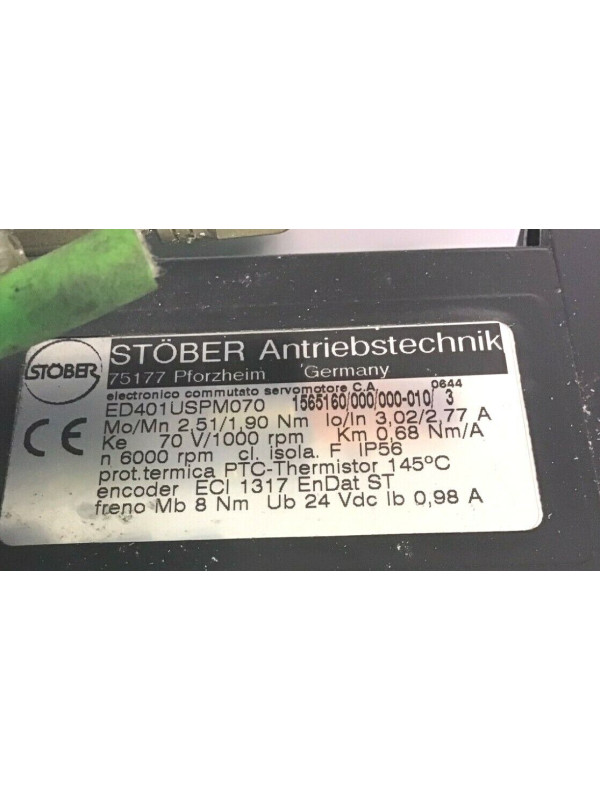 STÖBER
STÖBER Antriebstechnik
75177 Pforzheim Germany
electronico commutato servomotore C.A. 0644
ED401USPM070 1565160/000/000-010/ 3
Mo/Mn 2,51/1,90 Nm Io/In 3,02/2,77 A
Ke 70 V/1000 rpm Km 0,68 Nm/A
n 6000 rpm cl. isola. F IP56
prot.termica PTC-Thermistor 145ºC
encoder ECI 1317 EnDat ST
freno Mb 8 Nm Ub 24 Vdc Ib 0,98 A
CE